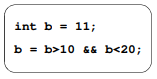 int b = 11;
b = b>10 && b<20;